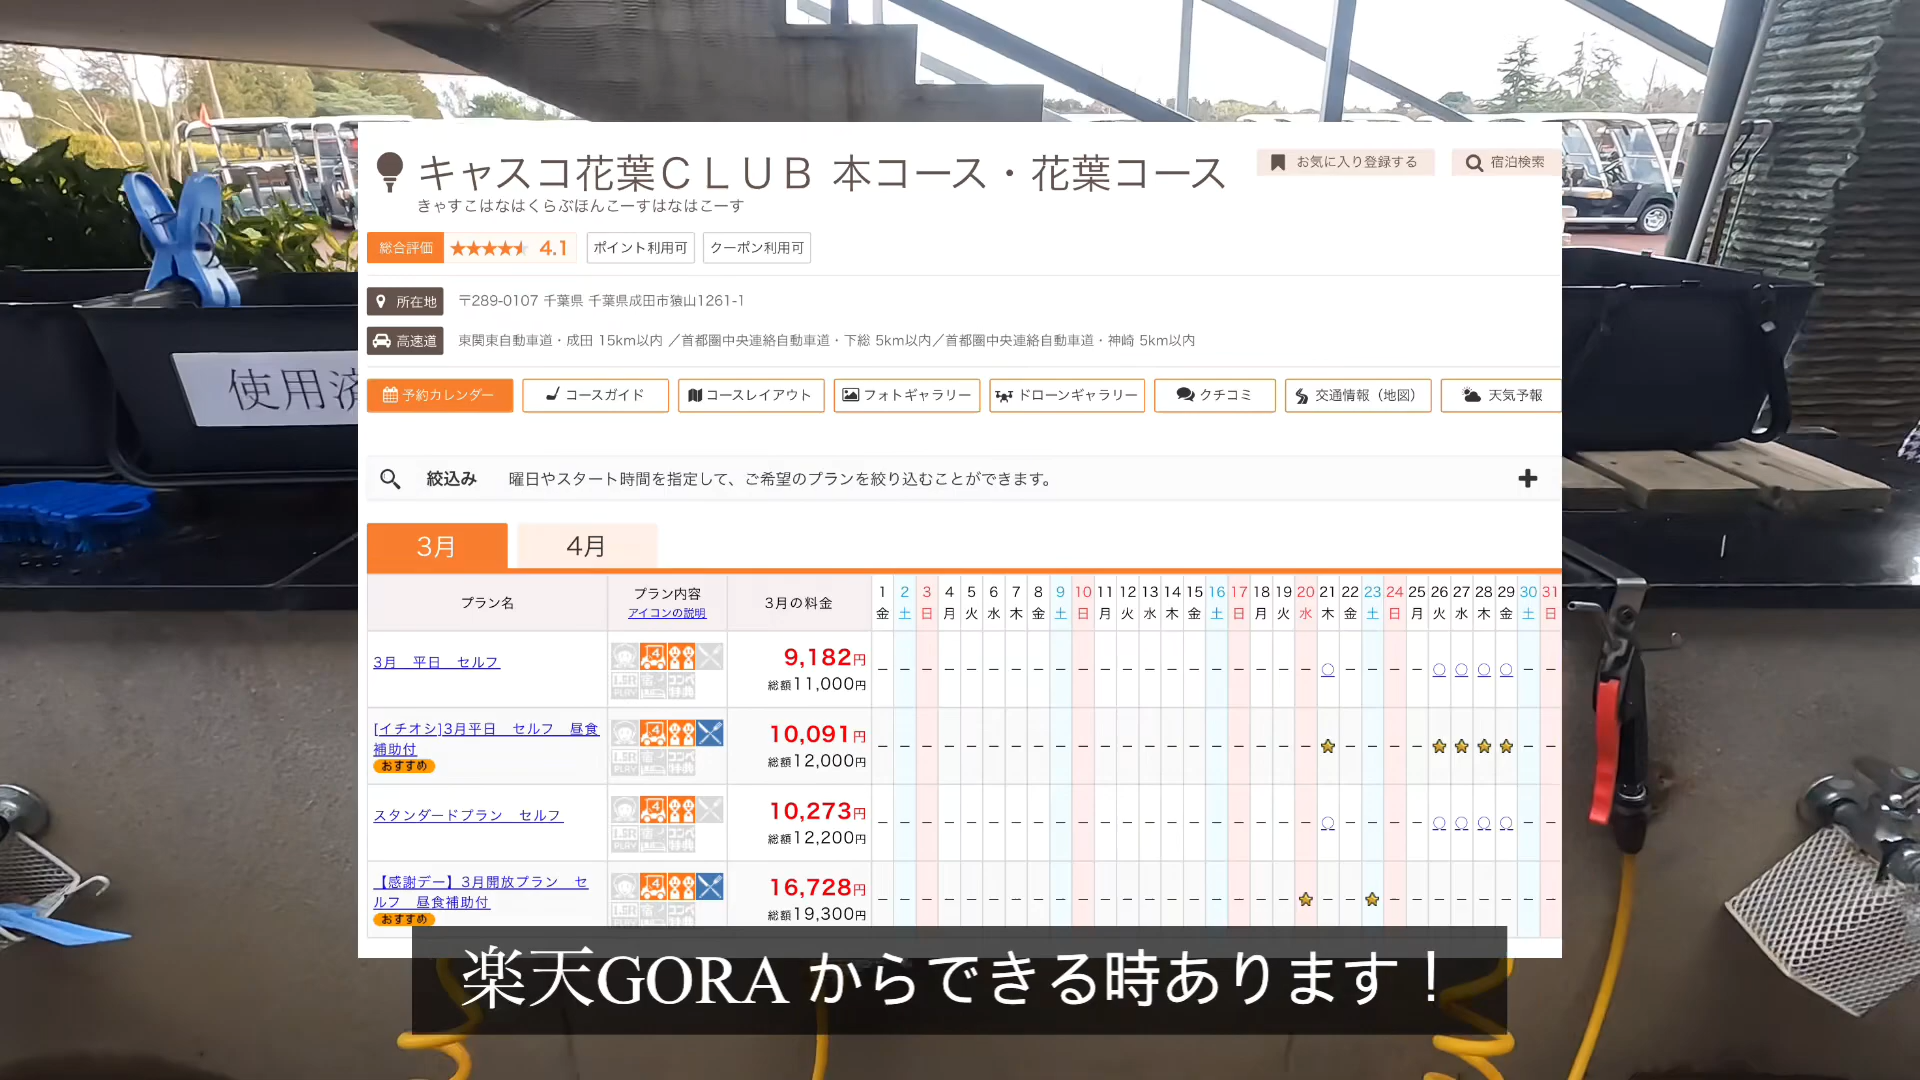 キャスコ花葉ＣＬＵＢ 本コース・花葉コース
きゃすこはなはくらぶほんこーすはなはこーす
お気に入り登録する
宿泊検索
総合評価 4.1 ポイント利用可 クーポン利用可
所在地 〒289-0107 千葉県 千葉県成田市猿山1261-1
高速道 東関東自動車道・成田 15km以内 ／首都圏中央連絡自動車道・下総 5km以内／首都圏中央連絡自動車道・神崎 5km以内
使用済
予約カレンダー コースガイド コースレイアウト フォトギャラリー ドローンギャラリー クチコミ 交通情報（地図） 天気予報
絞込み 曜日やスタート時間を指定して、ご希望のプランを絞り込むことができます。
3月 4月
プラン名 プラン内容 アイコンの説明 3月の料金
1 2 3 4 5 6 7 8 9 10 11 12 13 14 15 16 17 18 19 20 21 22 23 24 25 26 27 28 29 30 31
金 土 日 月 火 水 木 金 土 日 月 火 水 木 金 土 日 月 火 水 木 金 土 日 月 火 水 木 金 土 日
3月　平日　セルフ
9,182円
総額11,000円
[イチオシ]3月平日　セルフ　昼食
補助付
おすすめ
10,091円
総額12,000円
スタンダードプラン　セルフ
10,273円
総額12,200円
【感謝デー】3月開放プラン　セ
ルフ　昼食補助付
おすすめ
16,728円
総額19,300円
楽天GORA からできる時あります！